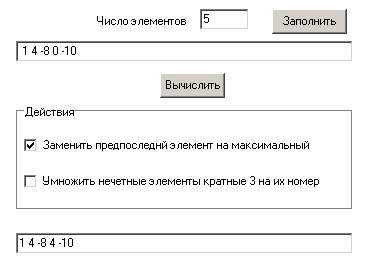 Число элементов 5 Заполнить
1 4 -8 0 -10
Вычислить
Действия
Заменить предпоследнй элемент на максимальный
Умножить нечетные элементы кратные 3 на их номер
1 4 -8 4 -10